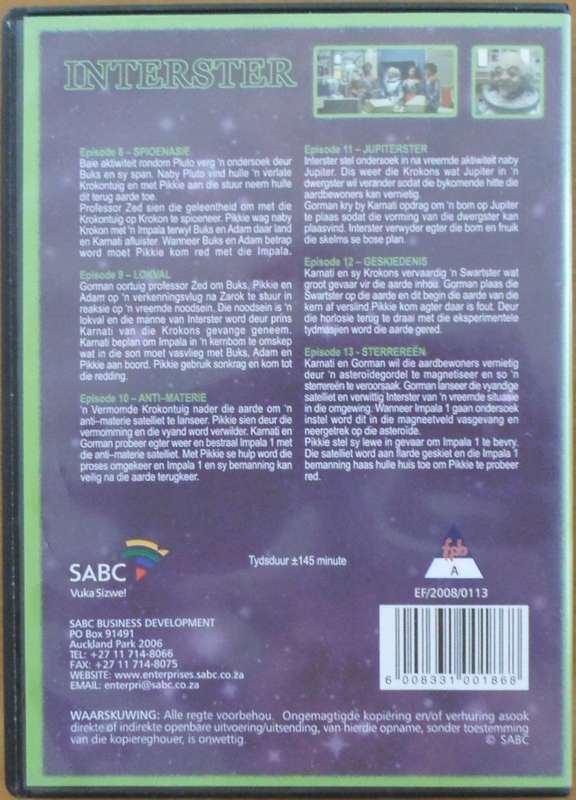 INTERSTER
Episode 8 – SPIOENASIE
Baie aktiwiteit rondom Pluto verg 'n ondersoek deur
Buks en sy span. Naby Pluto vind hulle 'n verlate
Krokontuig en met Pikkie aan die stuur neem hulle
dit terug aarde toe.
Professor Zed sien die geleentheid om met die
Krokontuig op Krokon te spioeneer. Pikkie wag naby
Krokon met 'n Impala terwyl Buks en Adam daar land
en Karnati afluister. Wanneer Buks en Adam betrap
word moet Pikkie kom red met die Impala.
Episode 9 – LOKVAL
Gorman oortuig professor Zed om Buks, Pikkie en
Adam op 'n verkenningsvlug na Zarok te stuur in
reaksie op 'n vreemde noodsein. Die noodsein is 'n
lokval en die manne van Interster word deur prins
Karnati van die Krokons gevange geneem.
Karnati beplan om Impala in 'n kernbom te omskep
wat in die son moet vasvlieg met Buks, Adam en
Pikkie aan boord. Pikkie gebruik sonkrag en kom tot
die redding.
Episode 10 – ANTI–MATERIE
'n Vermomde Krokontuig nader die aarde om 'n
anti–materie satelliet te lanseer. Pikkie sien deur die
vermomming en die vyand word verwilder. Karnati en
Gorman probeer egter weer en bestraal Impala 1 met
die anti–materie satelliet. Met Pikkie se hulp word die
proses omgekeer en Impala 1 en sy bemanning kan
veilig na die aarde terugkeer.
Episode 11 – JUPITERSTER
Interster stel ondersoek in na vreemde aktiwiteit naby
Jupiter. Dis weer die Krokons wat Jupiter in 'n
dwergster wil verander sodat die bykomende hitte die
aardbewoners kan vernietig.
Gorman kry by Karnati opdrag om 'n bom op Jupiter
te plaas sodat die vorming van die dwergster kan
plaasvind. Interster verwyder egter die bom en fnuik
die skelms se bose plan.
Episode 12 – GESKIEDENIS
Karnati en sy Krokons vervaardig 'n Swartster wat
groot gevaar vir die aarde inhou. Gorman plaas die
Swartster op die aarde en dit begin die aarde van die
kern af verslind.Pikkie kom agter daar is fout. Deur
die horlosie terug te draai met die eksperimentele
tydmasjien word die aarde gered.
Episode 13 - STERREREËN
Karnati en Gorman wil die aardbewoners vernietig
deur 'n asteroïdegordel te magnetiseer en so 'n
sterrereën te veroorsaak. Gorman lanseer die vyandige
satelliet en verwittig Interster van 'n vreemde situasie
in die omgewing. Wanneer Impala 1 gaan ondersoek
instel word dit in die magneetveld vasgevang en
neergetrek op die asteroïde.
Pikkie stel sy lewe in gevaar om Impala 1 te bevry.
Die satelliet word aan flarde geskiet en die Impala 1
bemanning haas hulle huis toe om Pikkie te probeer
red.
SABC
Vuka Sizwe!
Tydsduur ±145 minute
fpb
A
EF/2008/0113
SABC BUSINESS DEVELOPMENT
PO Box 91491
Auckland Park 2006
TEL: +27 11 714-8066
FAX: +27 11 714-8075
WEBSITE: www.enterprises.sabc.co.za
EMAIL: enterpri@sabc.co.za
6 008331 001868
WAARSKUWING: Alle regte voorbehou. Ongemagtigde kopiëring en/of verhuring asook
direkte of indirekte openbare uitvoering/uitsending, van hierdie opname, sonder toestemming
van die kopiereghouer, is onwettig.
© SABC